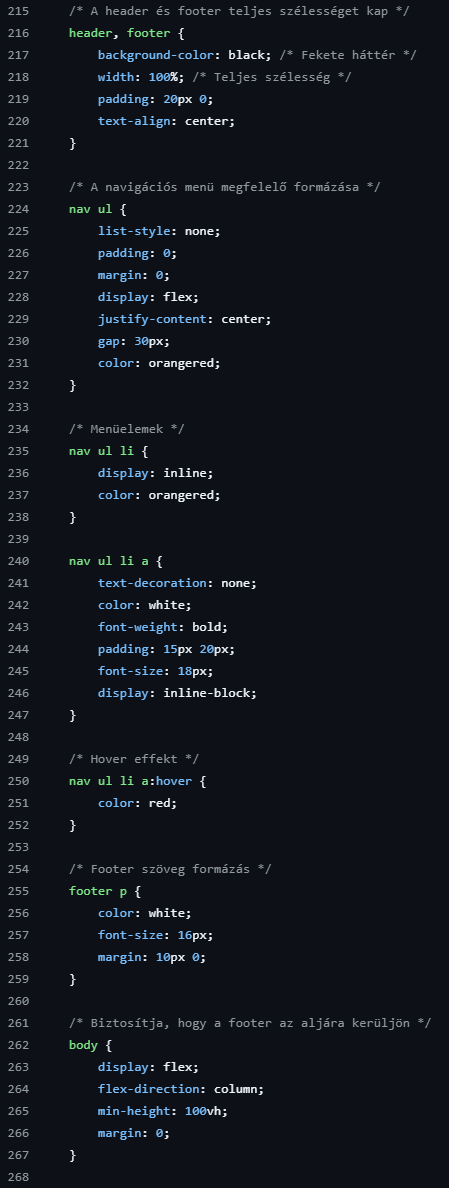 215 /* A header és footer teljes szélességet kap */
216 header, footer {
217     background-color: black; /* Fekete háttér */
218     width: 100%; /* Teljes szélesség */
219     padding: 20px 0;
220     text-align: center;
221 }
222
223 /* A navigációs menü megfelelő formázása */
224 nav ul {
225     list-style: none;
226     padding: 0;
227     margin: 0;
228     display: flex;
229     justify-content: center;
230     gap: 30px;
231     color: orangered;
232 }
233
234 /* Menüelemek */
235 nav ul li {
236     display: inline;
237     color: orangered;
238 }
239
240 nav ul li a {
241     text-decoration: none;
242     color: white;
243     font-weight: bold;
244     padding: 15px 20px;
245     font-size: 18px;
246     display: inline-block;
247 }
248
249 /* Hover effekt */
250 nav ul li a:hover {
251     color: red;
252 }
253
254 /* Footer szöveg formázás */
255 footer p {
256     color: white;
257     font-size: 16px;
258     margin: 10px 0;
259 }
260
261 /* Biztosítja, hogy a footer az aljára kerüljön */
262 body {
263     display: flex;
264     flex-direction: column;
265     min-height: 100vh;
266     margin: 0;
267 }
268